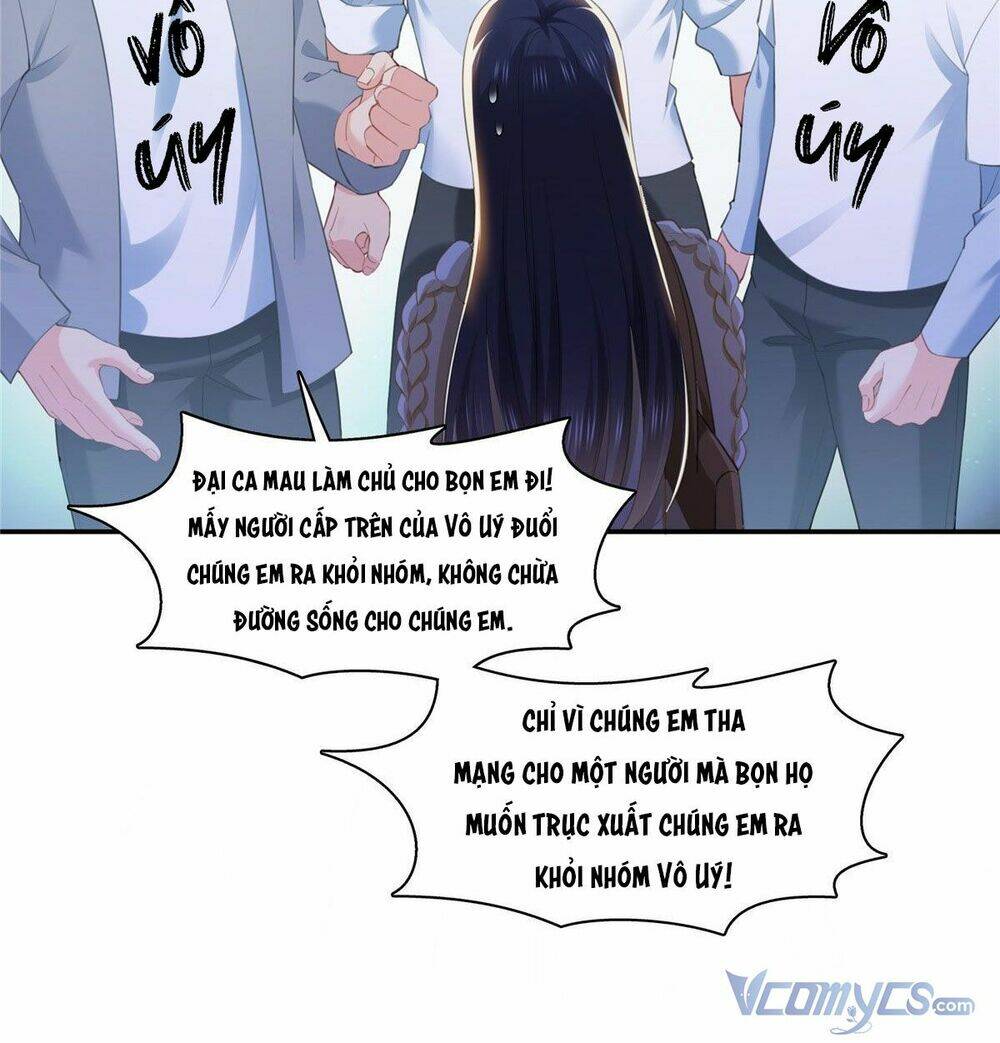 VÔ
ÚY
VÔ
ÚY
ĐẠI CA MAU LÀM CHỦ CHO BỌN EM ĐI!
MẤY NGƯỜI CẤP TRÊN CỦA VÔ UÝ ĐUỔI
CHÚNG EM RA KHỎI NHÓM, KHÔNG CHỪA
ĐƯỜNG SỐNG CHO CHÚNG EM.
CHỈ VÌ CHÚNG EM THA
MẠNG CHO MỘT NGƯỜI MÀ BỌN HỌ
MUỐN TRỤC XUẤT CHÚNG EM RA
KHỎI NHÓM VÔ UÝ!
VCOMYCS.com